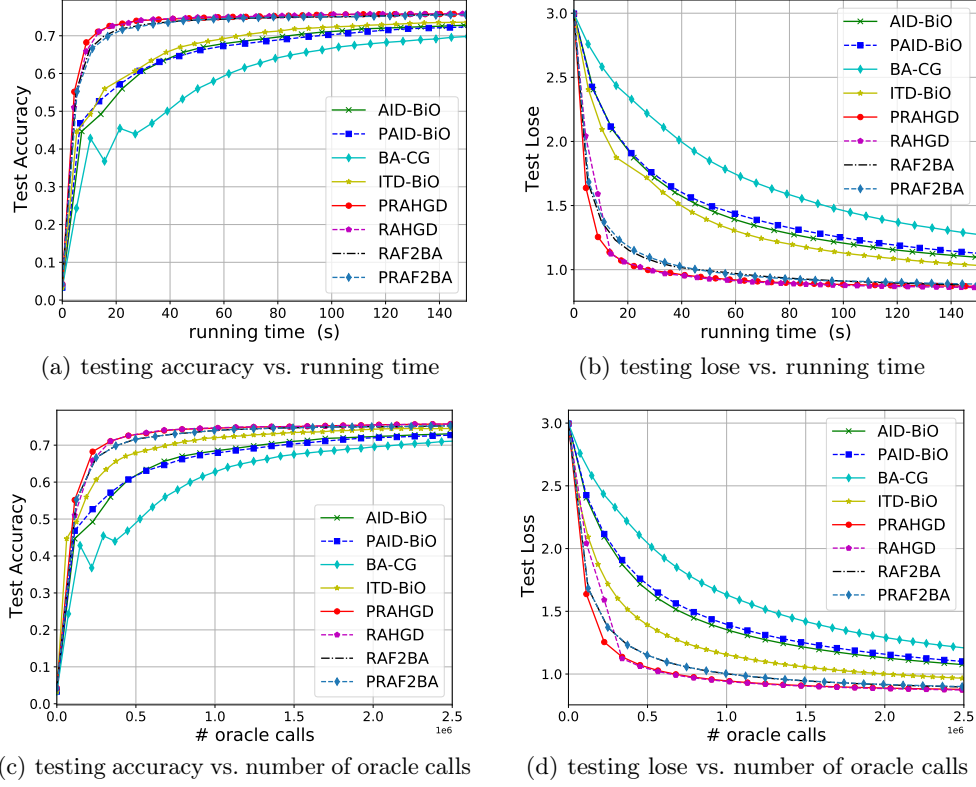 0.7
0.6
0.5
0.4
0.3
0.2
0.1
0.0
Test Accuracy
AID-BiO
PAID-BiO
BA-CG
ITD-BiO
PRAHGD
RAHGD
RAF2BA
PRAF2BA
0 20 40 60 80 100 120 140
running time (s)
(a) testing accuracy vs. running time
3.0
2.5
2.0
1.5
1.0
Test Lose
AID-BiO
PAID-BiO
BA-CG
ITD-BiO
PRAHGD
RAHGD
RAF2BA
PRAF2BA
0 20 40 60 80 100 120 140
running time (s)
(b) testing lose vs. running time
0.7
0.6
0.5
0.4
0.3
0.2
0.1
0.0
Test Accuracy
AID-BiO
PAID-BiO
BA-CG
ITD-BiO
PRAHGD
RAHGD
RAF2BA
PRAF2BA
0.0 0.5 1.0 1.5 2.0 2.5
1e6
# oracle calls
(c) testing accuracy vs. number of oracle calls
3.0
2.5
2.0
1.5
1.0
Test Loss
AID-BiO
PAID-BiO
BA-CG
ITD-BiO
PRAHGD
RAHGD
RAF2BA
PRAF2BA
0.0 0.5 1.0 1.5 2.0 2.5
1e6
# oracle calls
(d) testing lose vs. number of oracle calls